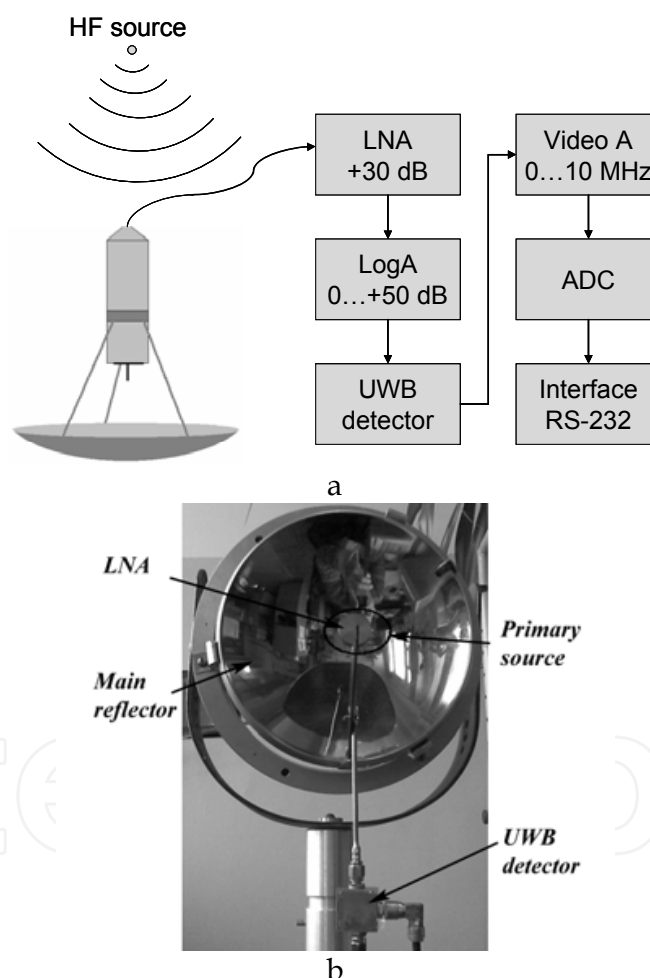 HF source
LNA
+30 dB
LogA
0...+50 dB
UWB
detector
Video A
0...10 MHz
ADC
Interface
RS-232
a
LNA
Primary
source
Main
reflector
UWB
detector
b